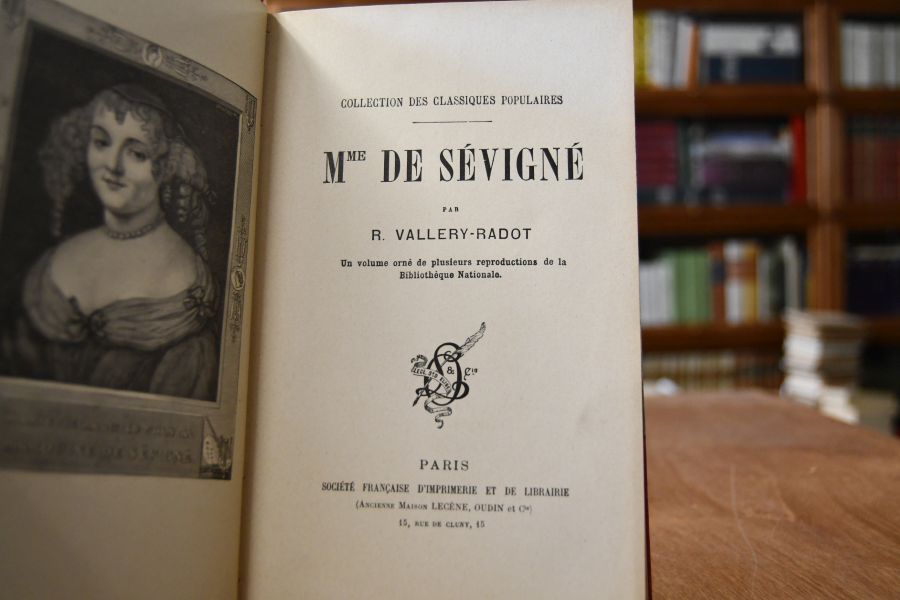 COLLECTION DES CLASSIQUES POPULAIRES
MME DE SÉVIGNÉ
PAR
R. VALLERY-RADOT
Un volume orné de plusieurs reproductions de la
Bibliothèque Nationale.
& Cie
PARIS
SOCIÉTÉ FRANÇAISE D'IMPRIMERIE ET DE LIBRAIRIE
(ANCIENNE MAISON LECÈNE, OUDIN et Cie)
15, RUE DE CLUNY, 15